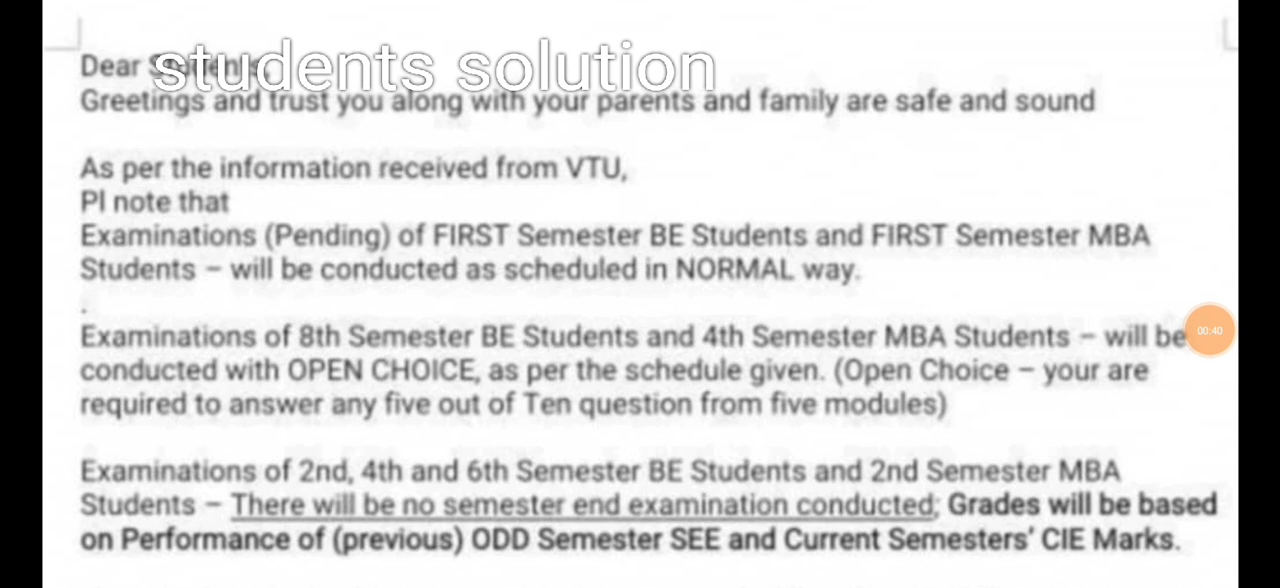 students solution
Dear Students,
Greetings and trust you along with your parents and family are safe and sound
As per the information received from VTU,
Pl note that
Examinations (Pending) of FIRST Semester BE Students and FIRST Semester MBA
Students – will be conducted as scheduled in NORMAL way.
.
Examinations of 8th Semester BE Students and 4th Semester MBA Students – will be
00:40
conducted with OPEN CHOICE, as per the schedule given. (Open Choice – your are
required to answer any five out of Ten question from five modules)
Examinations of 2nd, 4th and 6th Semester BE Students and 2nd Semester MBA
Students – There will be no semester end examination conducted; Grades will be based
on Performance of (previous) ODD Semester SEE and Current Semesters' CIE Marks.